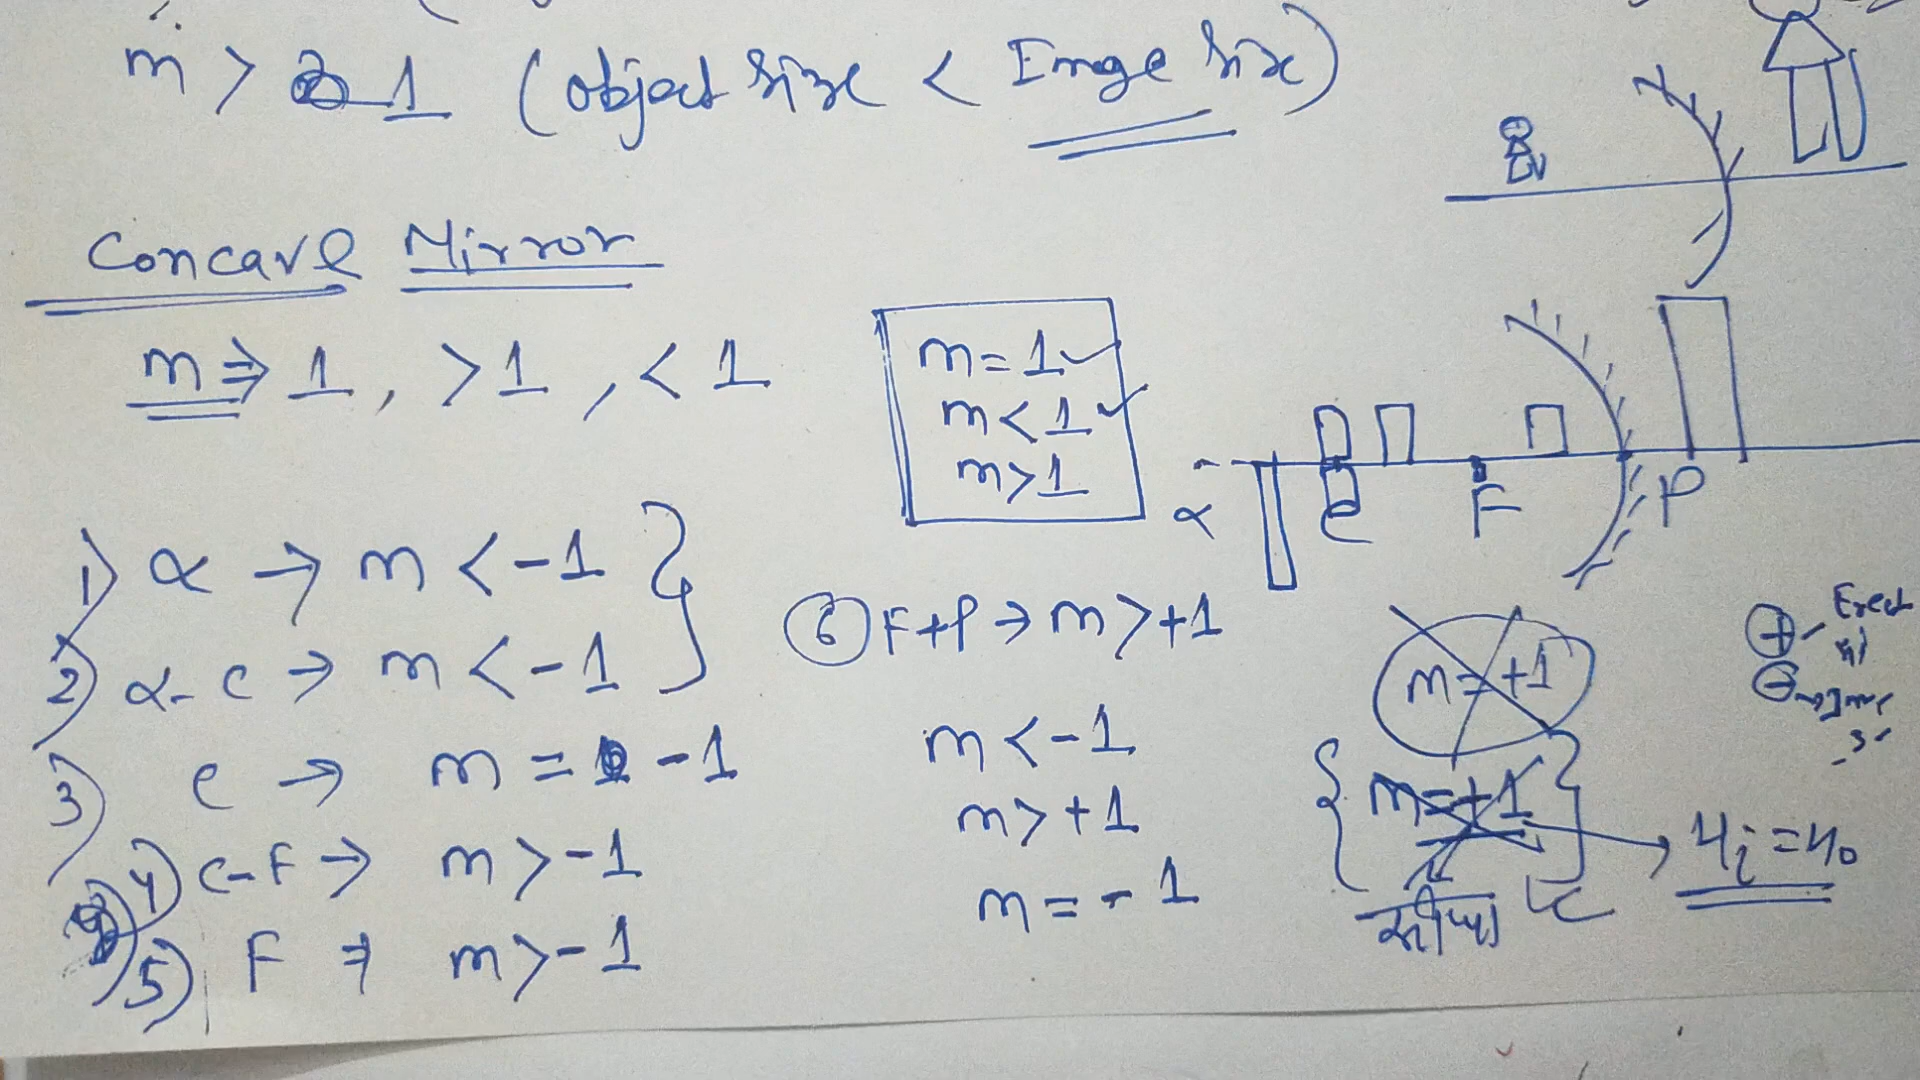 m > 1 (object size < Image size)
Concave Mirror
m ⇒ 1, >1, < 1
m = 1 ✓
m < 1 ✓
m > 1
∝ C F P
1) ∝ → m < -1
2) ∝ - C → m < -1
3) C → m = -1
4) C-F → m > -1
5) F ⇒ m > -1
6 F+P → m > +1
m < -1
m > +1
m = - 1
m = +1
m = +1
Hi = Ho
+ - Erect
- →